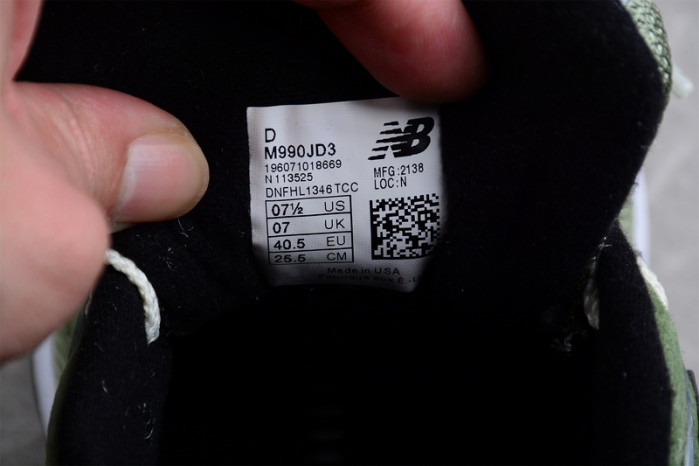 D
M990JD3
196071018669
N 113525
DNFHL1346 TCC
NB
MFG:2138
LOC:N
07½ US
07 UK
40.5 EU
25.5 CM
Made in USA